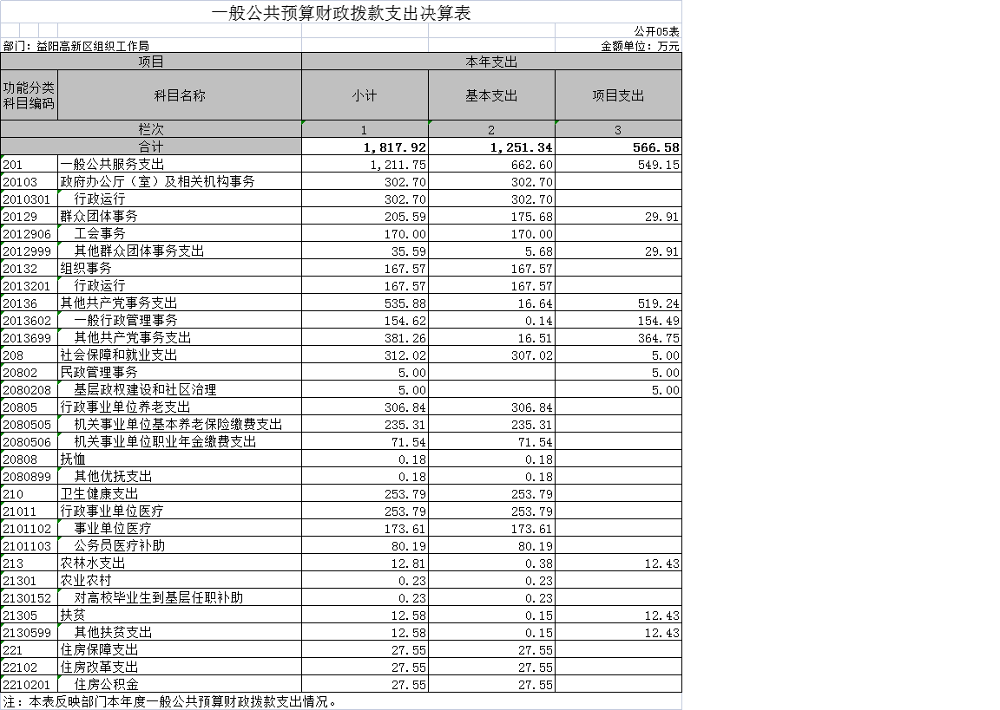 一般公共预算财政拨款支出决算表
公开05表
部门：益阳高新区组织工作局 金额单位：万元
项目 本年支出
功能分类科目编码 科目名称 小计 基本支出 项目支出
栏次 1 2 3
合计 1,817.92 1,251.34 566.58
201 一般公共服务支出 1,211.75 662.60 549.15
20103 政府办公厅（室）及相关机构事务 302.70 302.70
2010301 行政运行 302.70 302.70
20129 群众团体事务 205.59 175.68 29.91
2012906 工会事务 170.00 170.00
2012999 其他群众团体事务支出 35.59 5.68 29.91
20132 组织事务 167.57 167.57
2013201 行政运行 167.57 167.57
20136 其他共产党事务支出 535.88 16.64 519.24
2013602 一般行政管理事务 154.62 0.14 154.49
2013699 其他共产党事务支出 381.26 16.51 364.75
208 社会保障和就业支出 312.02 307.02 5.00
20802 民政管理事务 5.00 5.00
2080208 基层政权建设和社区治理 5.00 5.00
20805 行政事业单位养老支出 306.84 306.84
2080505 机关事业单位基本养老保险缴费支出 235.31 235.31
2080506 机关事业单位职业年金缴费支出 71.54 71.54
20808 抚恤 0.18 0.18
2080899 其他优抚支出 0.18 0.18
210 卫生健康支出 253.79 253.79
21011 行政事业单位医疗 253.79 253.79
2101102 事业单位医疗 173.61 173.61
2101103 公务员医疗补助 80.19 80.19
213 农林水支出 12.81 0.38 12.43
21301 农业农村 0.23 0.23
2130152 对高校毕业生到基层任职补助 0.23 0.23
21305 扶贫 12.58 0.15 12.43
2130599 其他扶贫支出 12.58 0.15 12.43
221 住房保障支出 27.55 27.55
22102 住房改革支出 27.55 27.55
2210201 住房公积金 27.55 27.55
注：本表反映部门本年度一般公共预算财政拨款支出情况。